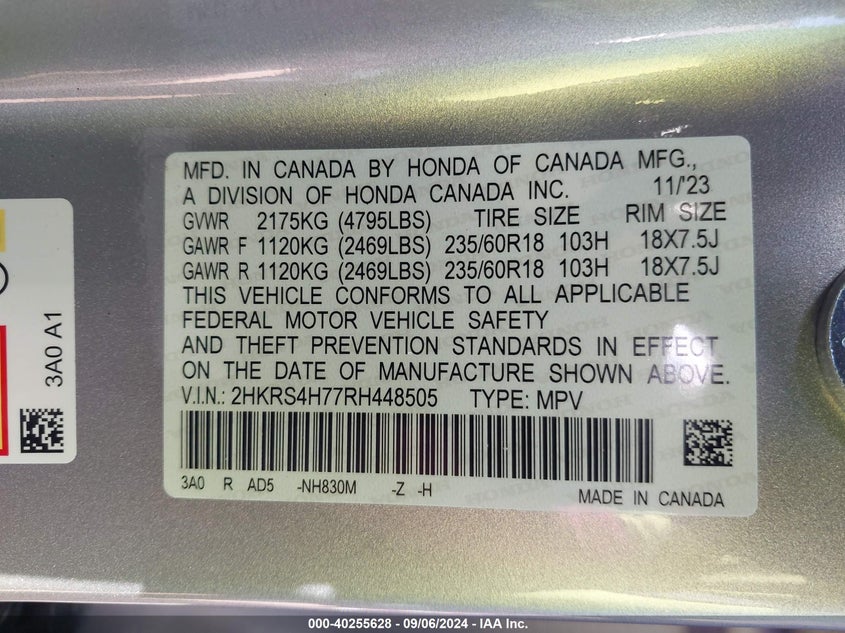 MFD. IN CANADA BY HONDA OF CANADA MFG.,
A DIVISION OF HONDA CANADA INC. 11/'23
GVWR 2175KG (4795LBS) TIRE SIZE RIM SIZE
GAWR F 1120KG (2469LBS) 235/60R18 103H 18X7.5J
GAWR R 1120KG (2469LBS) 235/60R18 103H 18X7.5J
THIS VEHICLE CONFORMS TO ALL APPLICABLE
FEDERAL MOTOR VEHICLE SAFETY
AND THEFT PREVENTION STANDARDS IN EFFECT
ON THE DATE OF MANUFACTURE SHOWN ABOVE.
V.I.N.: 2HKRS4H77RH448505 TYPE: MPV
3A0 R AD5 -NH830M -Z -H
MADE IN CANADA
3A0 A1
000-40255628 - 09/06/2024 - IAA Inc.